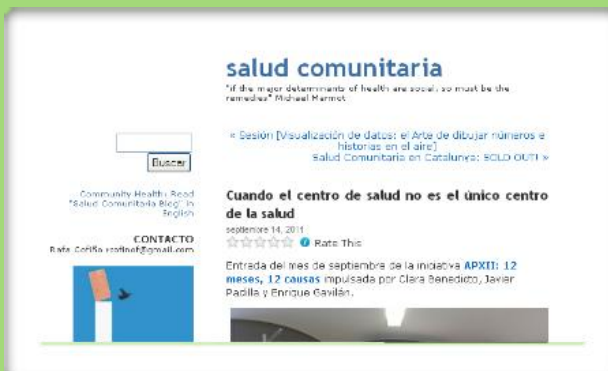 salud comunitaria
"if the major determinants of health are social, so must be the
remedies" Michael Marmot
« Sesión [Visualización de datos: el Arte de dibujar números e
historias en el aire]
Salud Comunitaria en Catalunya: SOLD OUT! »
Buscar
Community Health: Read
"Salud Comunitaria Blog" in
English
CONTACTO
Rafa Cofiño
Cuando el centro de salud no es el único centro
de la salud
septiembre 14, 2011
Rate This
Entrada del mes de septiembre de la iniciativa APXII: 12
meses, 12 causas impulsada por Clara Benedicto, Javier
Padilla y Enrique Gavilán.